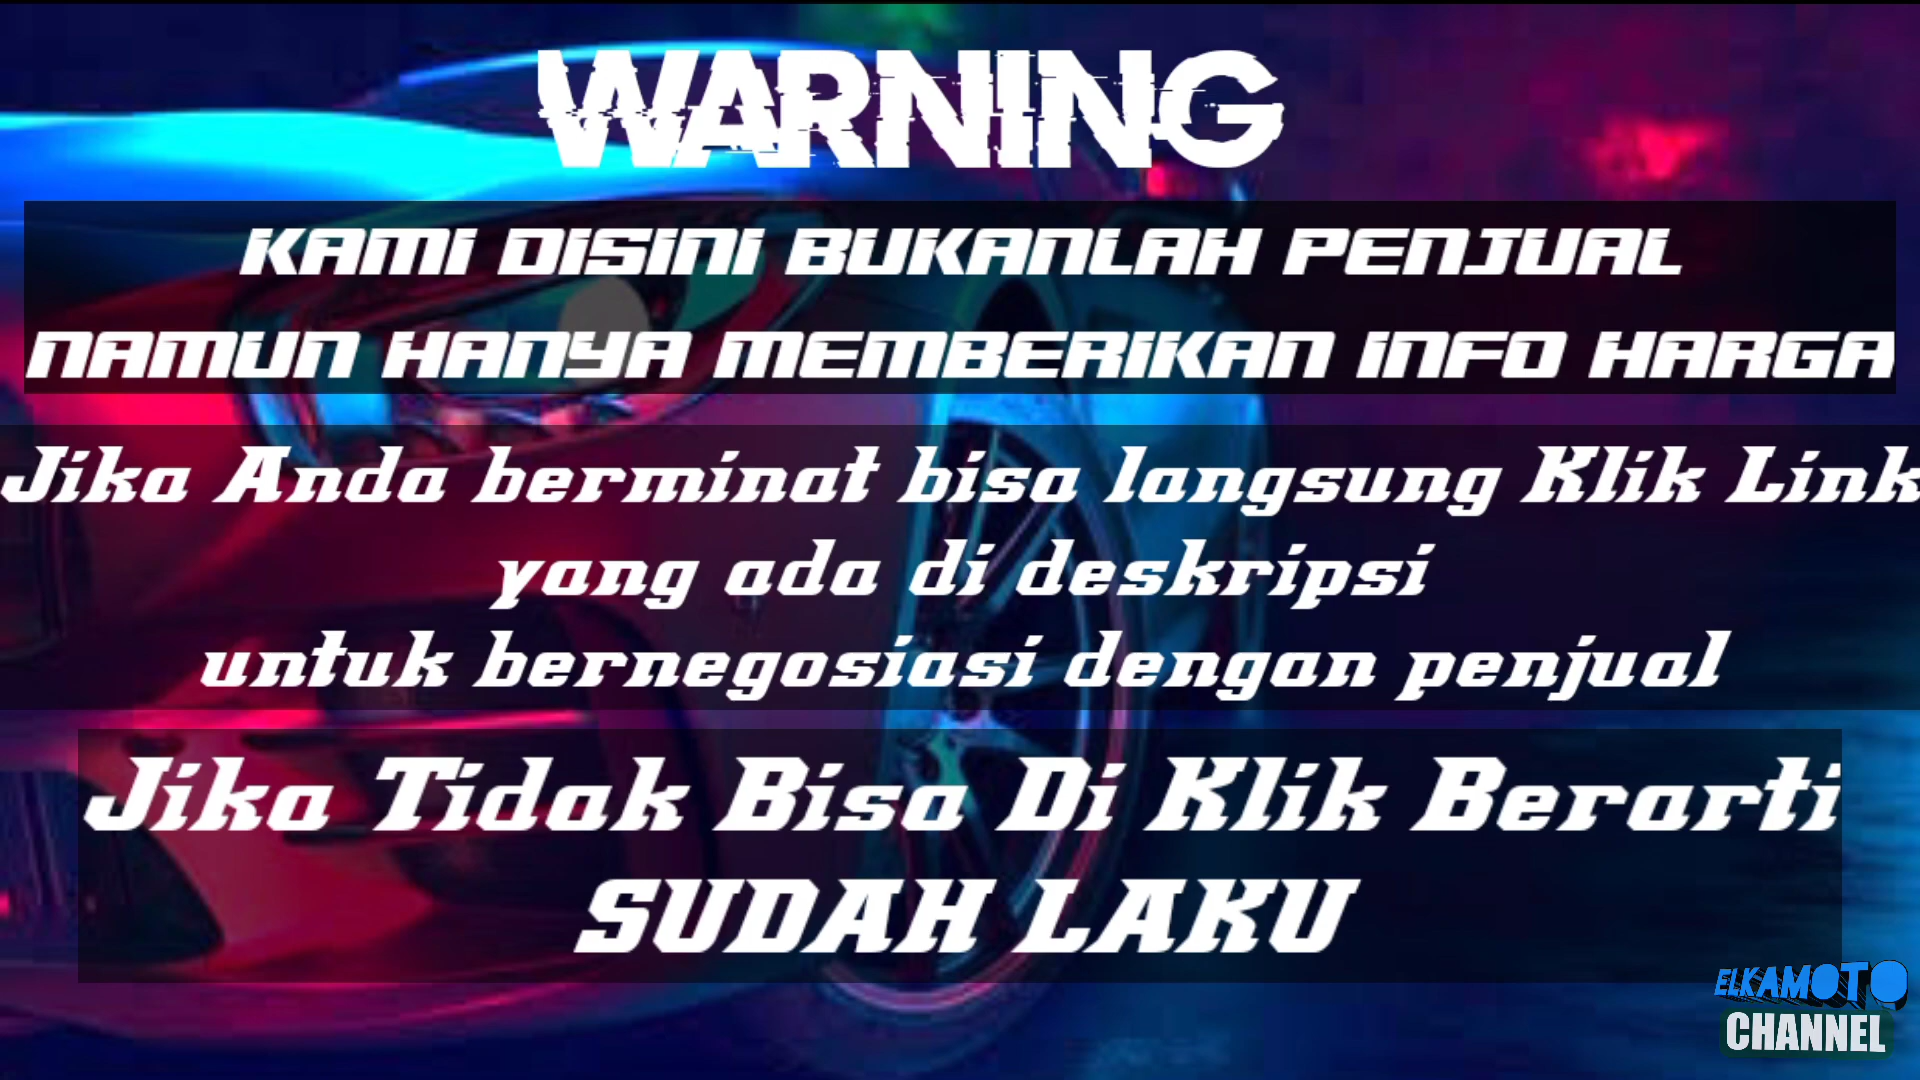 WARNING
KAMI DISINI BUKANLAH PENJUAL
NAMUN HANYA MEMBERIKAN INFO HARGA
Jika Anda berminat bisa langsung Klik Link
yang ada di deskripsi
untuk bernegosiasi dengan penjual
Jika Tidak Bisa Di Klik Berarti
SUDAH LAKU
ELKAMOTO
CHANNEL